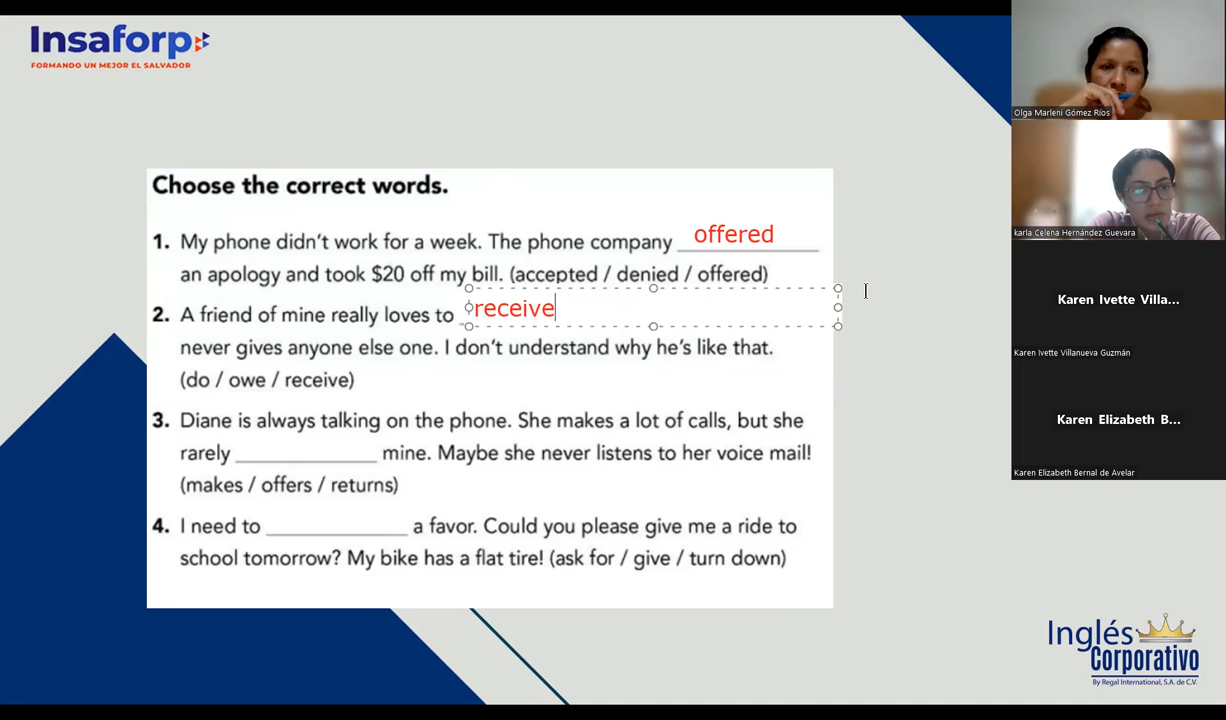 Insaforp
FORMANDO UN MEJOR EL SALVADOR
Choose the correct words.
1. My phone didn't work for a week. The phone company offered
an apology and took $20 off my bill. (accepted / denied / offered)
2. A friend of mine really loves to receive
never gives anyone else one. I don't understand why he's like that.
(do / owe / receive)
3. Diane is always talking on the phone. She makes a lot of calls, but she
rarely ____________ mine. Maybe she never listens to her voice mail!
(makes / offers / returns)
4. I need to ____________ a favor. Could you please give me a ride to
school tomorrow? My bike has a flat tire! (ask for / give / turn down)
Olga Marleni Gómez Ríos
karla Celena Hernández Guevara
Karen Ivette Villa...
Karen Ivette Villanueva Guzmán
Karen Elizabeth B...
Karen Elizabeth Bernal de Avelar
Inglés
Corporativo
By Regal International, S.A. de C.V.